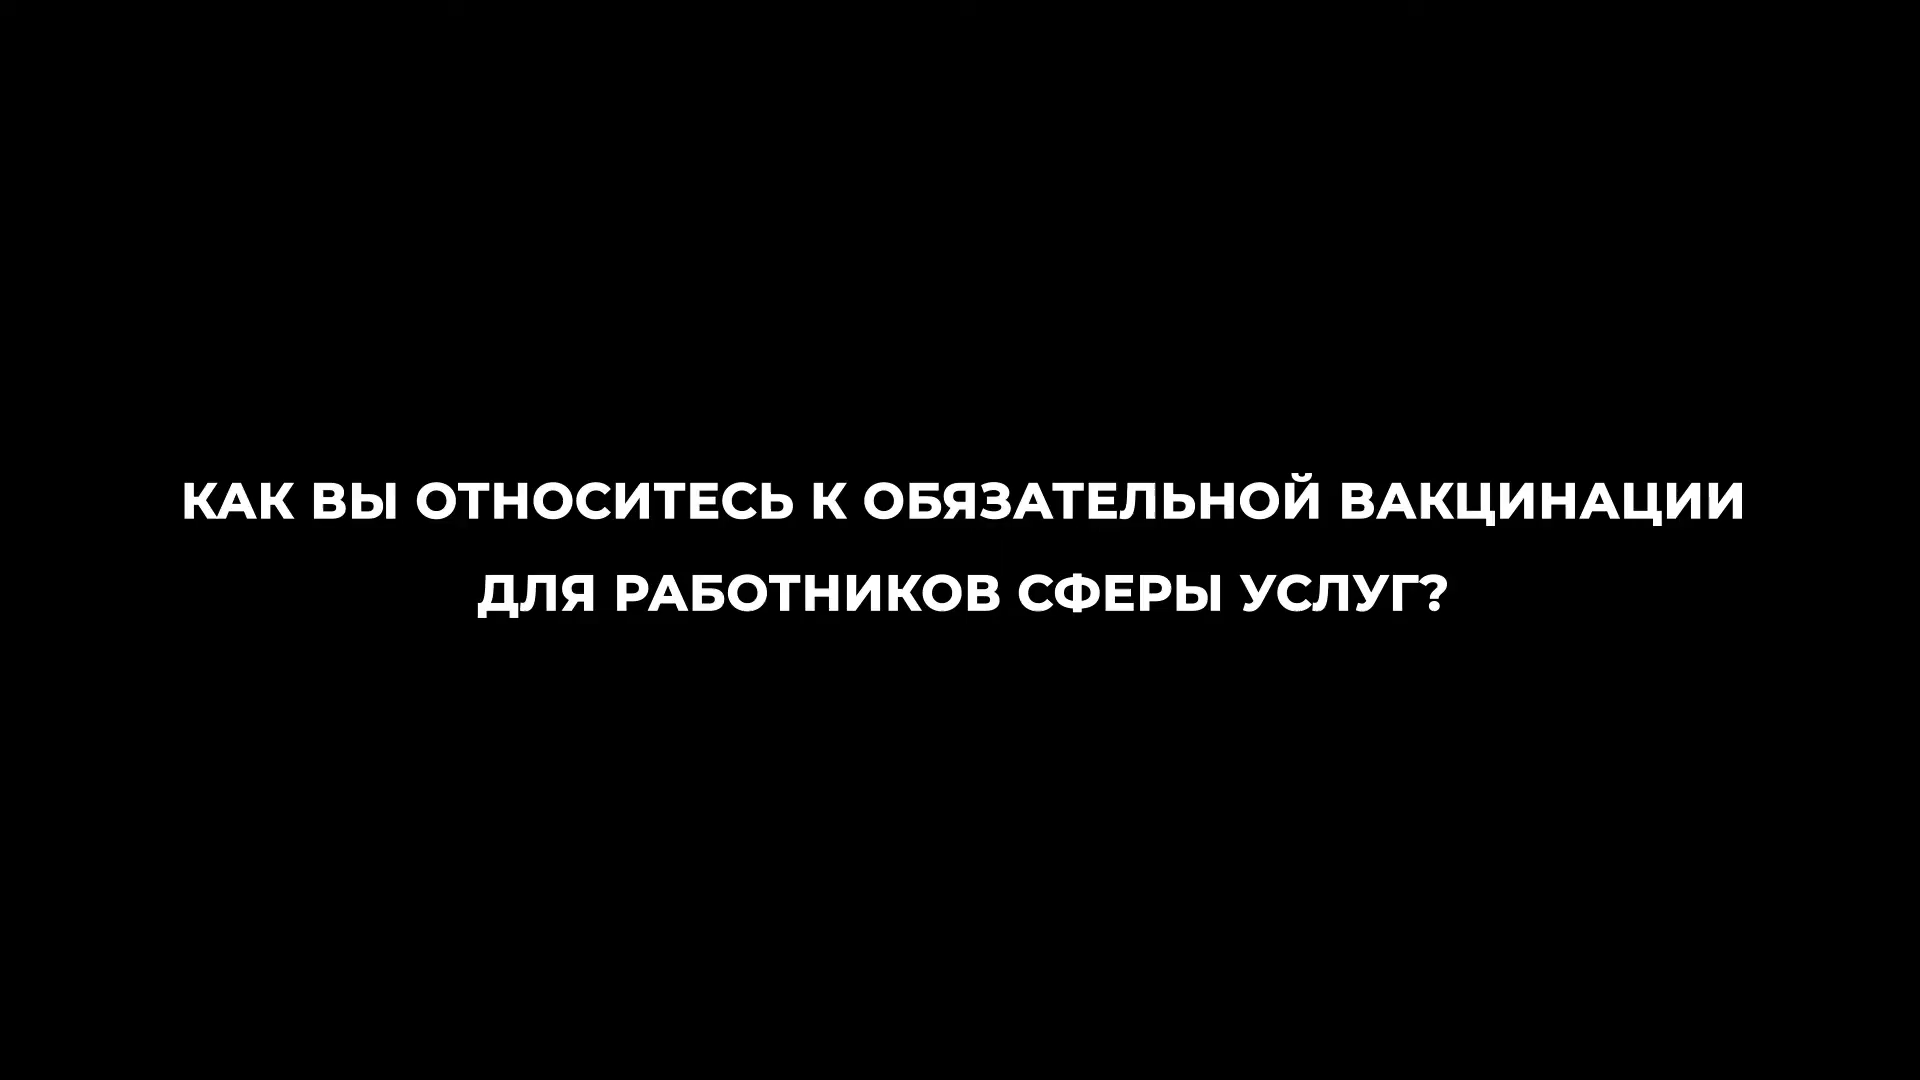 КАК ВЫ ОТНОСИТЕСЬ К ОБЯЗАТЕЛЬНОЙ ВАКЦИНАЦИИ
ДЛЯ РАБОТНИКОВ СФЕРЫ УСЛУГ?